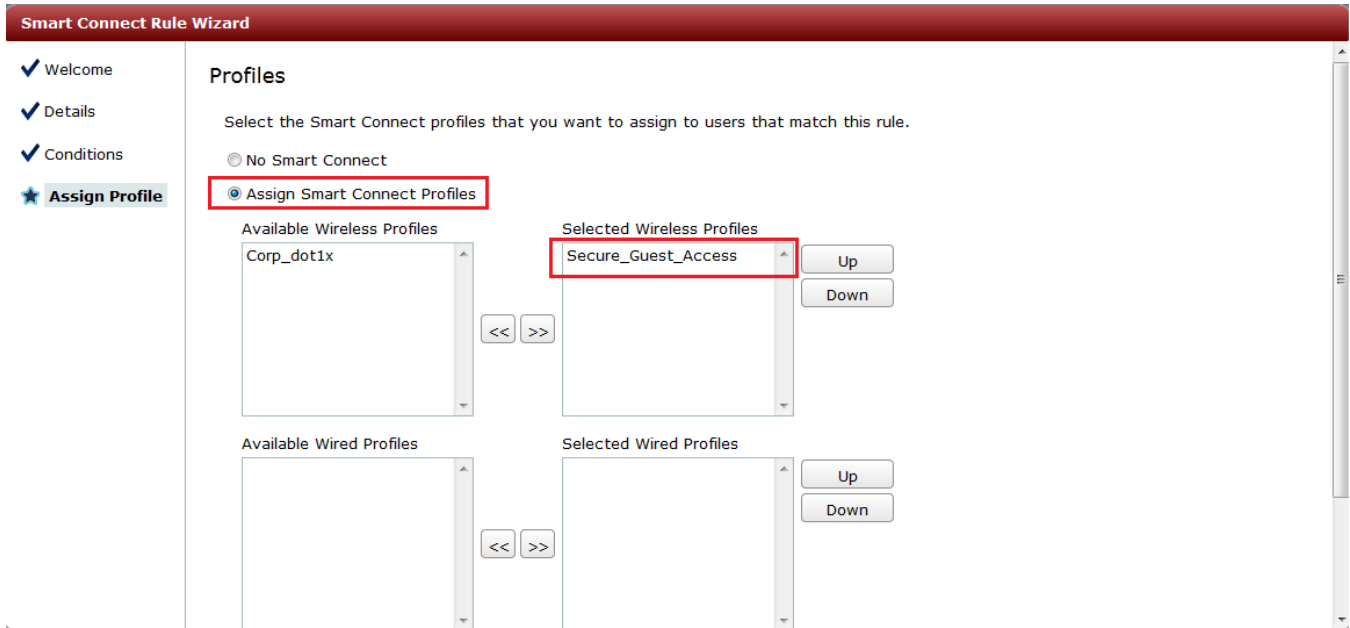 Smart Connect Rule Wizard
Welcome
Details
Conditions
Assign Profile
Profiles
Select the Smart Connect profiles that you want to assign to users that match this rule.
No Smart Connect
Assign Smart Connect Profiles
Available Wireless Profiles
Corp_dot1x
<< >>
Selected Wireless Profiles
Secure_Guest_Access
Up
Down
Available Wired Profiles
<< >>
Selected Wired Profiles
Up
Down